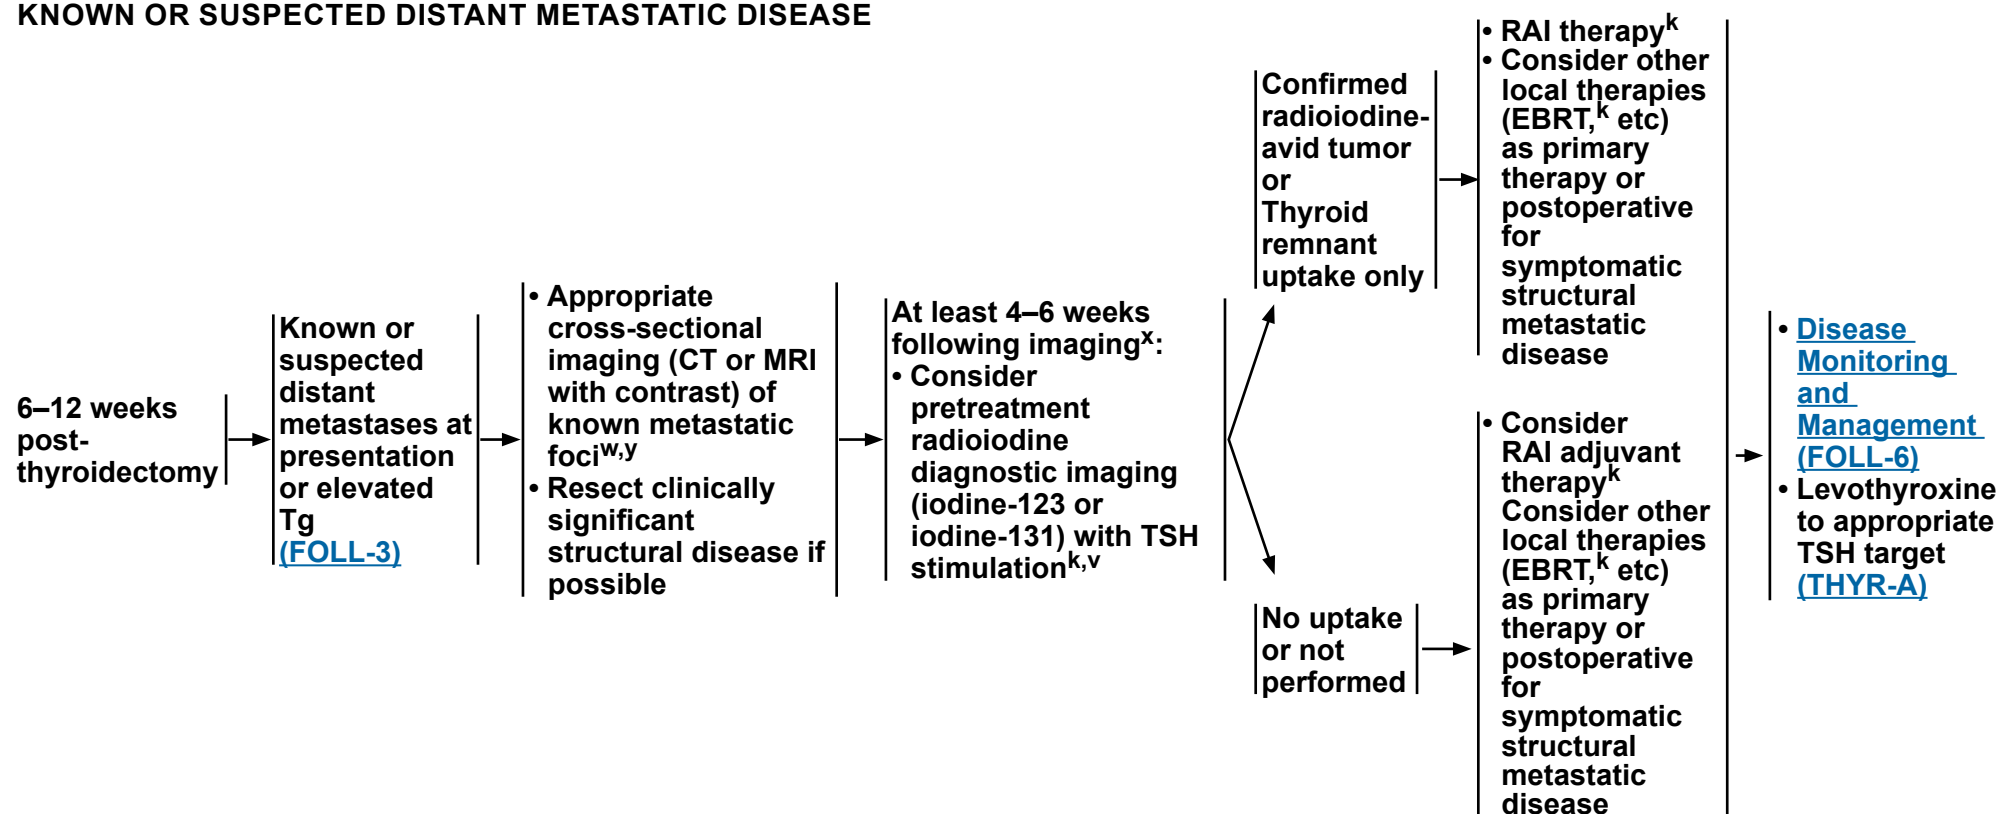 KNOWN OR SUSPECTED DISTANT METASTATIC DISEASE
6–12 weeks
post-
thyroidectomy
Known or
suspected
distant
metastases at
presentation
or elevated
Tg
(FOLL-3)
• Appropriate
cross-sectional
imaging (CT or MRI
with contrast) of
known metastatic
fociw,y
• Resect clinically
significant
structural disease if
possible
At least 4–6 weeks
following imagingx:
• Consider
pretreatment
radioiodine
diagnostic imaging
(iodine-123 or
iodine-131) with TSH
stimulationk,v
Confirmed
radioiodine-
avid tumor
or
Thyroid
remnant
uptake only
• RAI therapyk
• Consider other
local therapies
(EBRT,k etc)
as primary
therapy or
postoperative
for
symptomatic
structural
metastatic
disease
No uptake
or not
performed
• Consider
RAI adjuvant
therapyk
Consider other
local therapies
(EBRT,k etc)
as primary
therapy or
postoperative
for
symptomatic
structural
metastatic
disease
• Disease
Monitoring
and
Management
(FOLL-6)
• Levothyroxine
to appropriate
TSH target
(THYR-A)